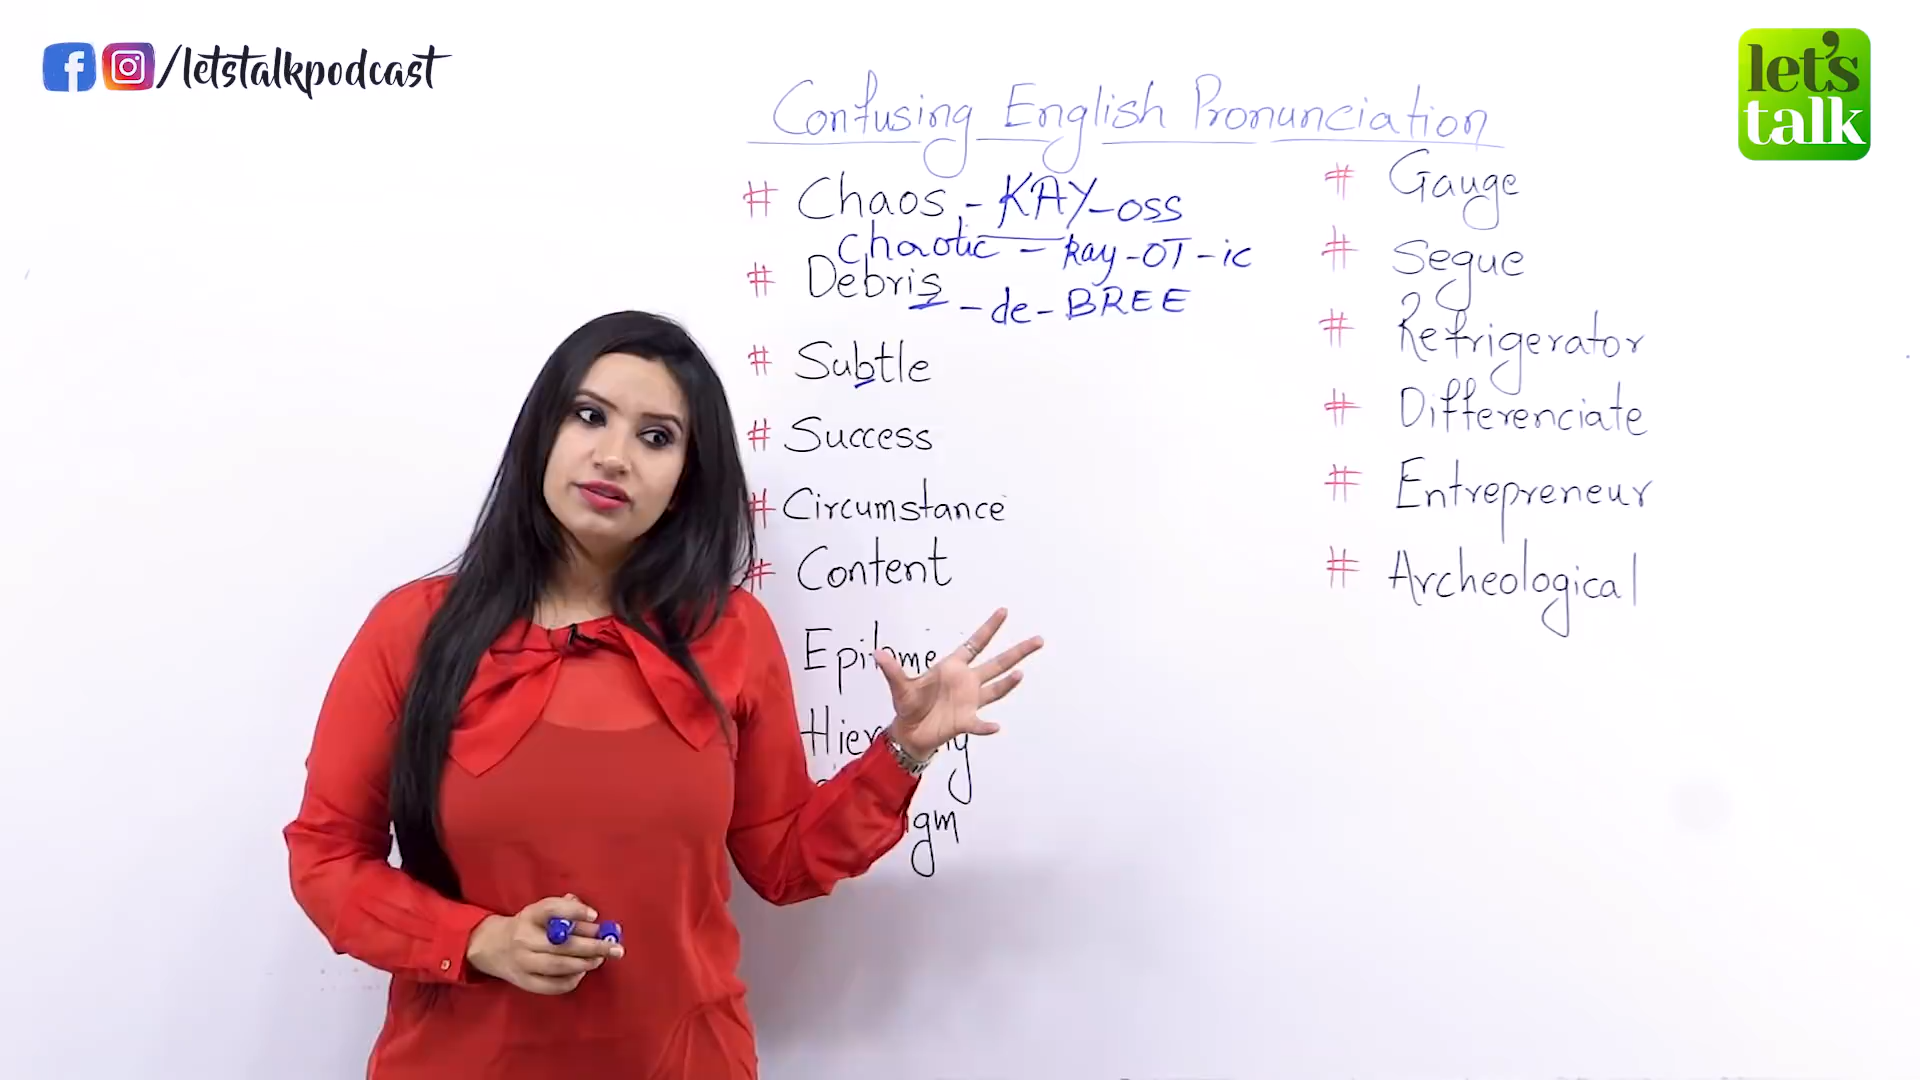 /letstalkpodcast
let's
talk
Confusing English Pronunciation
# Chaos - KAY-oss
Chaotic - kay-OT-ic
# Debris - de-BREE
# Subtle
# Success
# Circumstance
# Content
# Gauge
# Segue
# Refrigerator
# Differenciate
# Entrepreneur
# Archeological